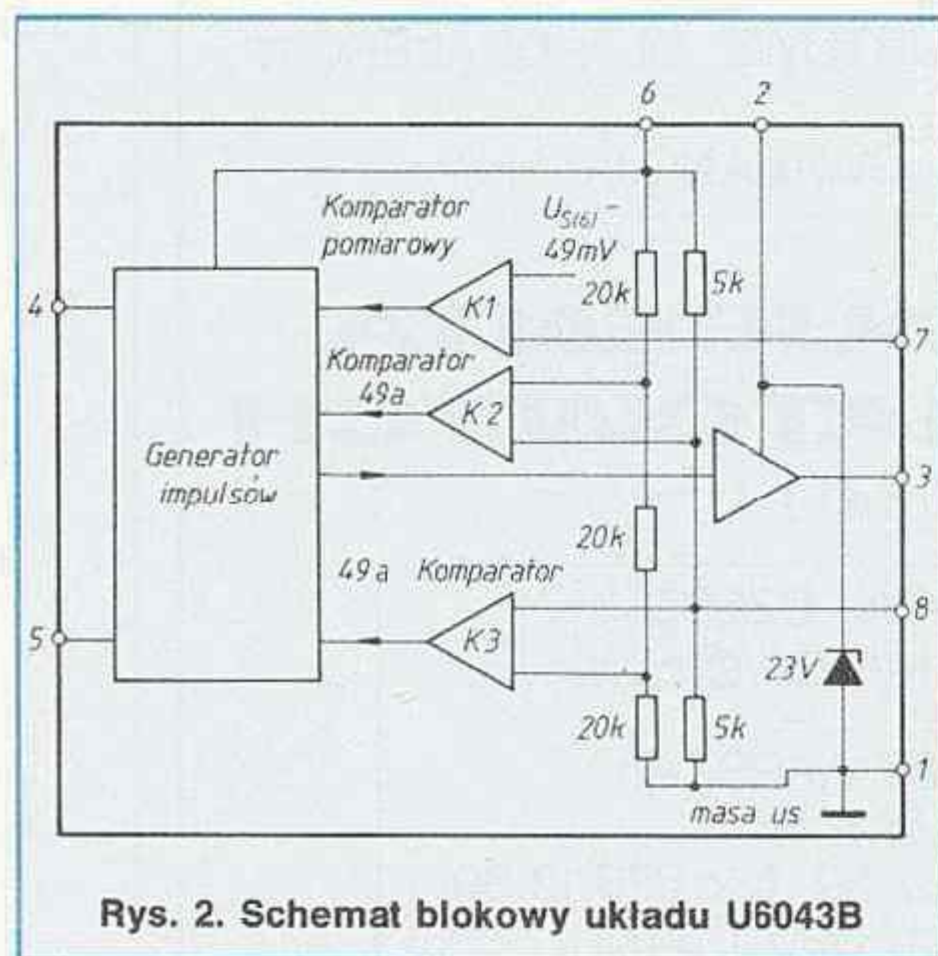 6 2
Komparator
pomiarowy
U_S(6) -
49mV
20k
5k
4
K1
7
Komparator
49a
K2
Generator
impulsów
3
20k
49a Komparator
8
5
K3
23V
20k
5k
1
masa us
Rys. 2. Schemat blokowy układu U6043B